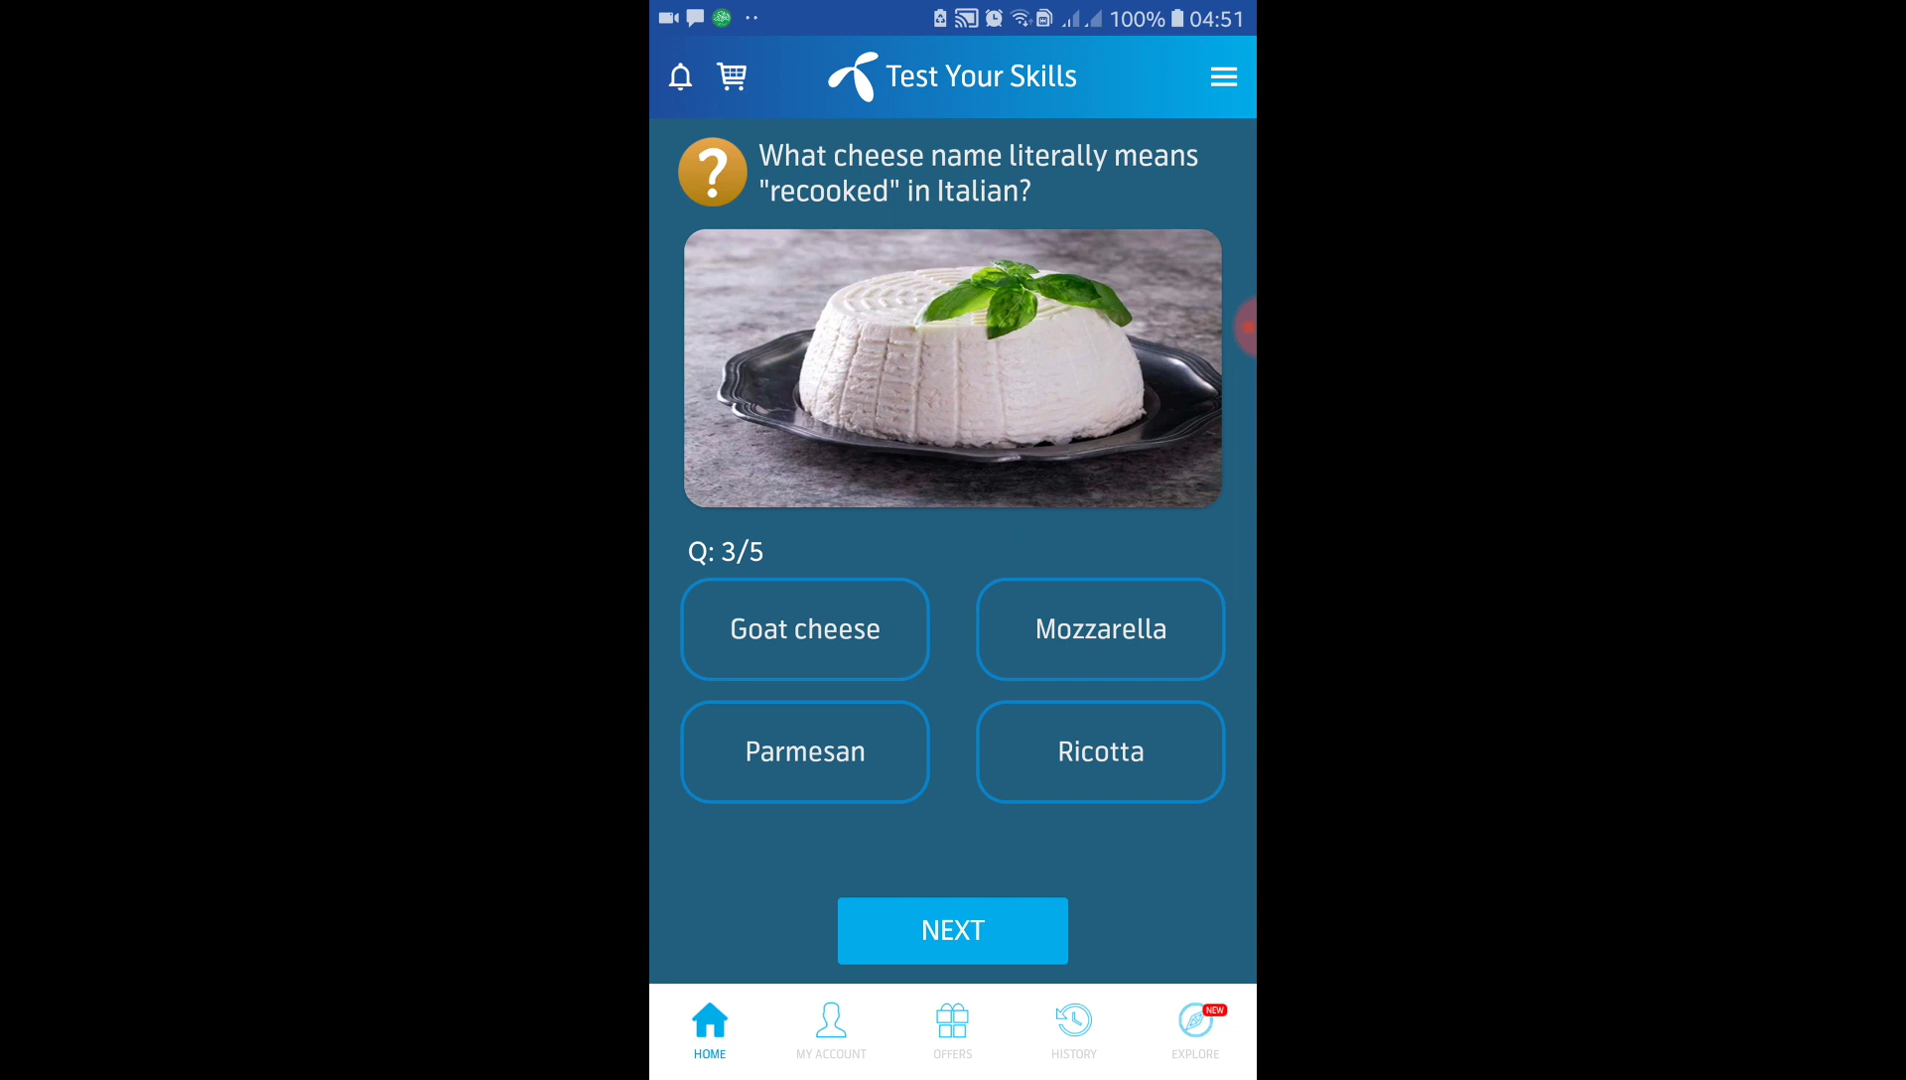 100% 04:51
Test Your Skills
What cheese name literally means
"recooked" in Italian?
Q: 3/5
Goat cheese
Mozzarella
Parmesan
Ricotta
NEXT
HOME
MY ACCOUNT
OFFERS
HISTORY
NEW
EXPLORE